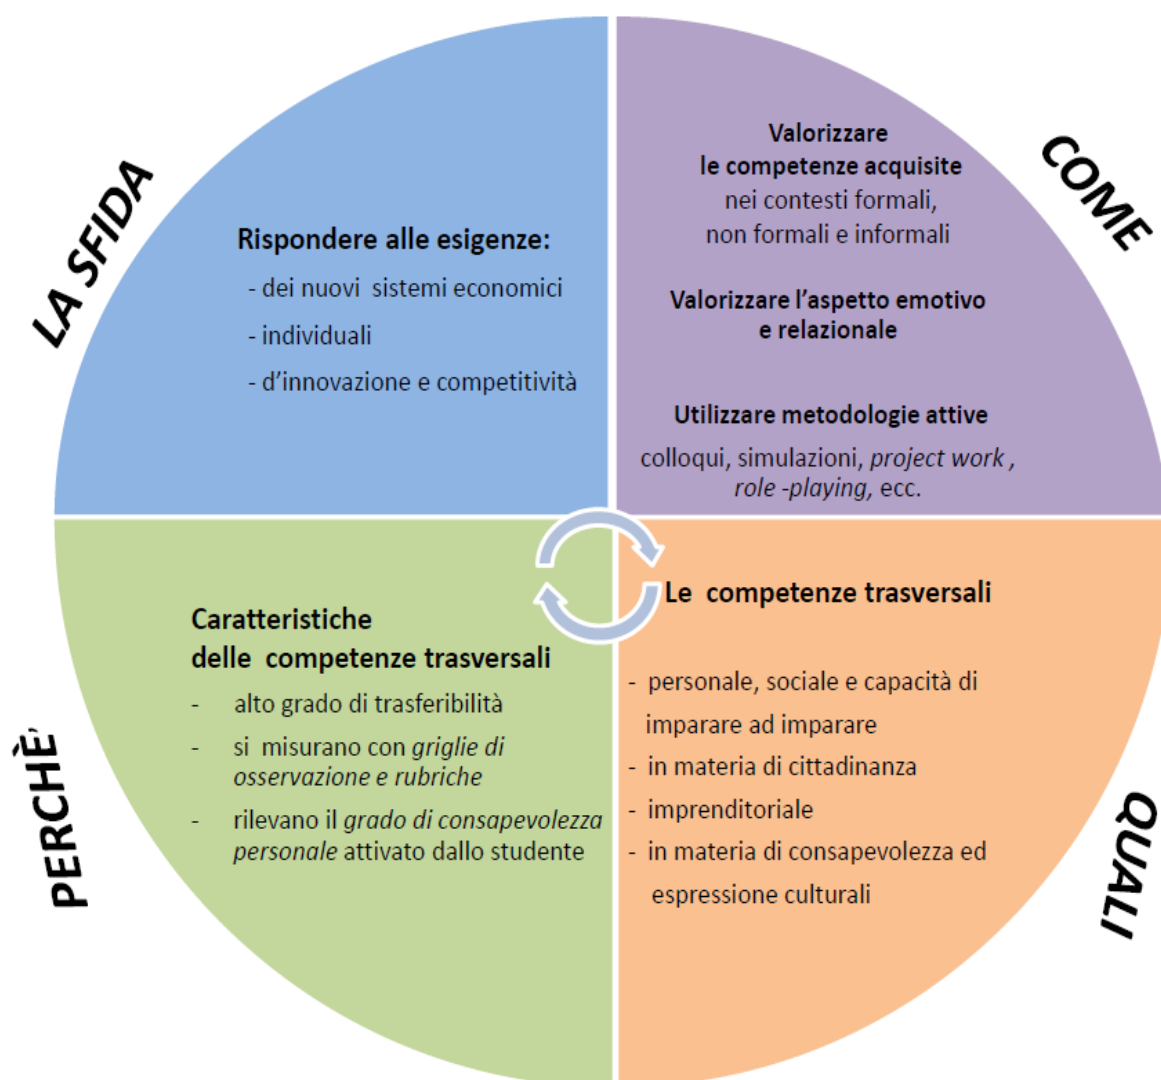 LA SFIDA
Rispondere alle esigenze:
- dei nuovi sistemi economici
- individuali
- d’innovazione e competitività
COME
Valorizzare
le competenze acquisite
nei contesti formali,
non formali e informali
Valorizzare l’aspetto emotivo
e relazionale
Utilizzare metodologie attive
colloqui, simulazioni, project work ,
role -playing, ecc.
PERCHÈ
Caratteristiche
delle competenze trasversali
- alto grado di trasferibilità
- si misurano con griglie di
osservazione e rubriche
- rilevano il grado di consapevolezza
personale attivato dallo studente
QUALI
Le competenze trasversali
- personale, sociale e capacità di
imparare ad imparare
- in materia di cittadinanza
- imprenditoriale
- in materia di consapevolezza ed
espressione culturali